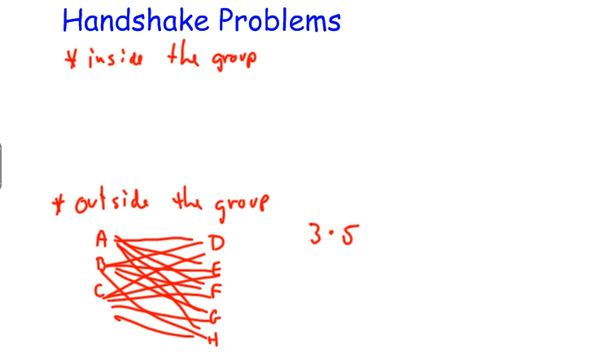 Handshake Problems
* inside the group
* outside the group
A D
B E
C F
G
H
3 · 5